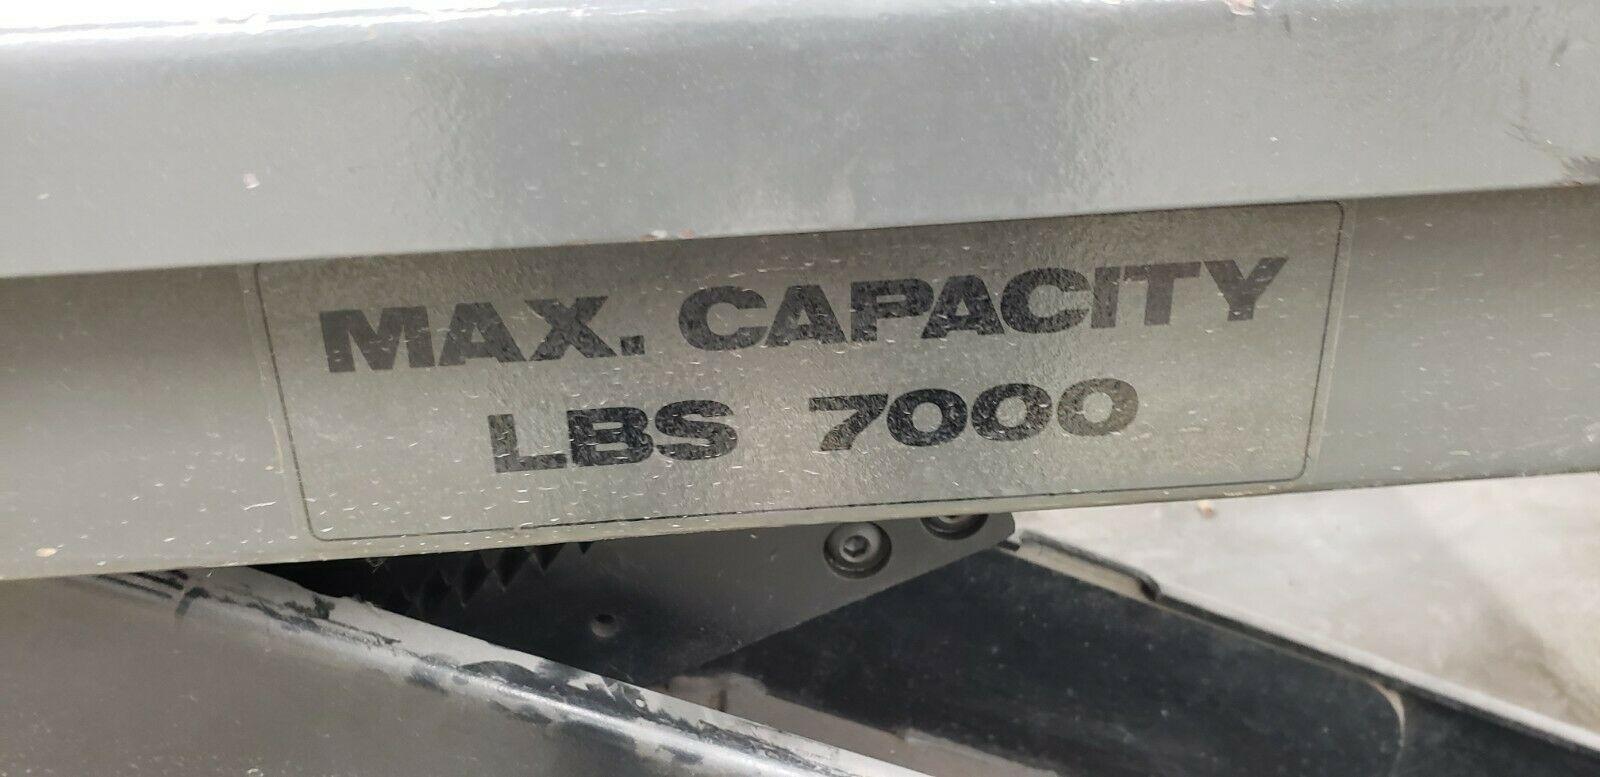 MAX. CAPACITY
LBS 7000